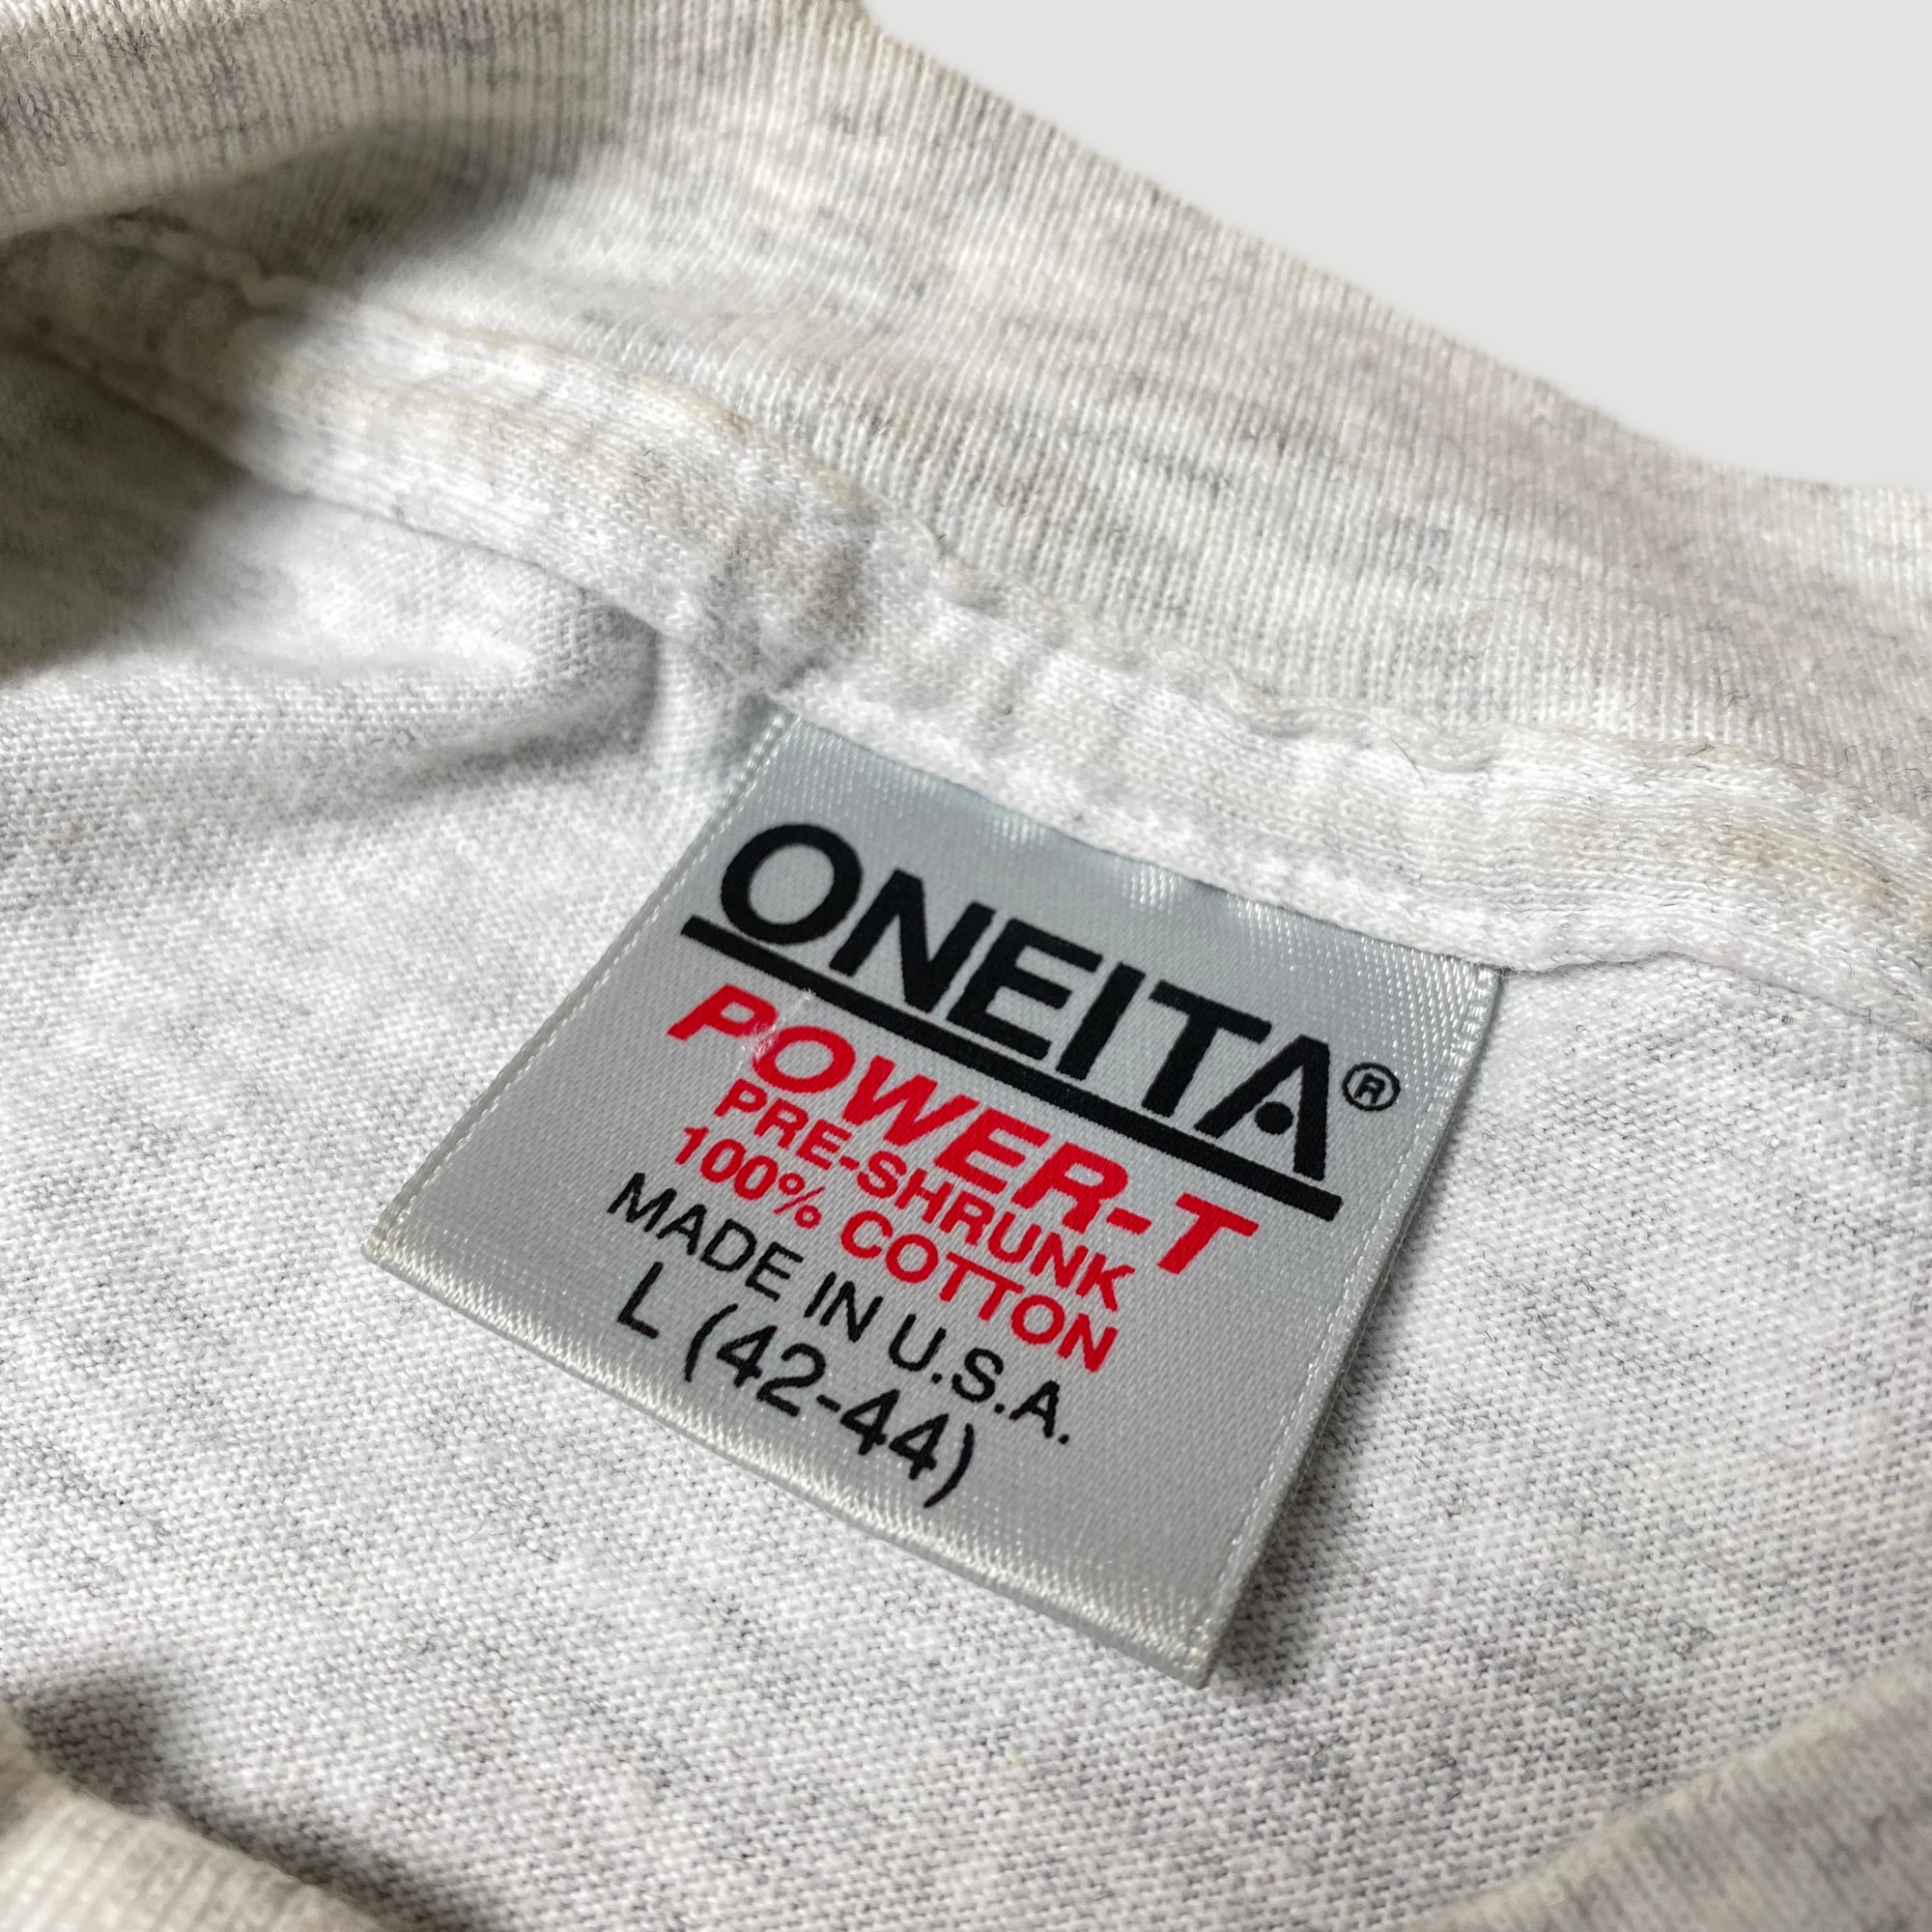 ONEITA®
POWER-T
PRE-SHRUNK
100% COTTON
MADE IN U.S.A.
L (42-44)